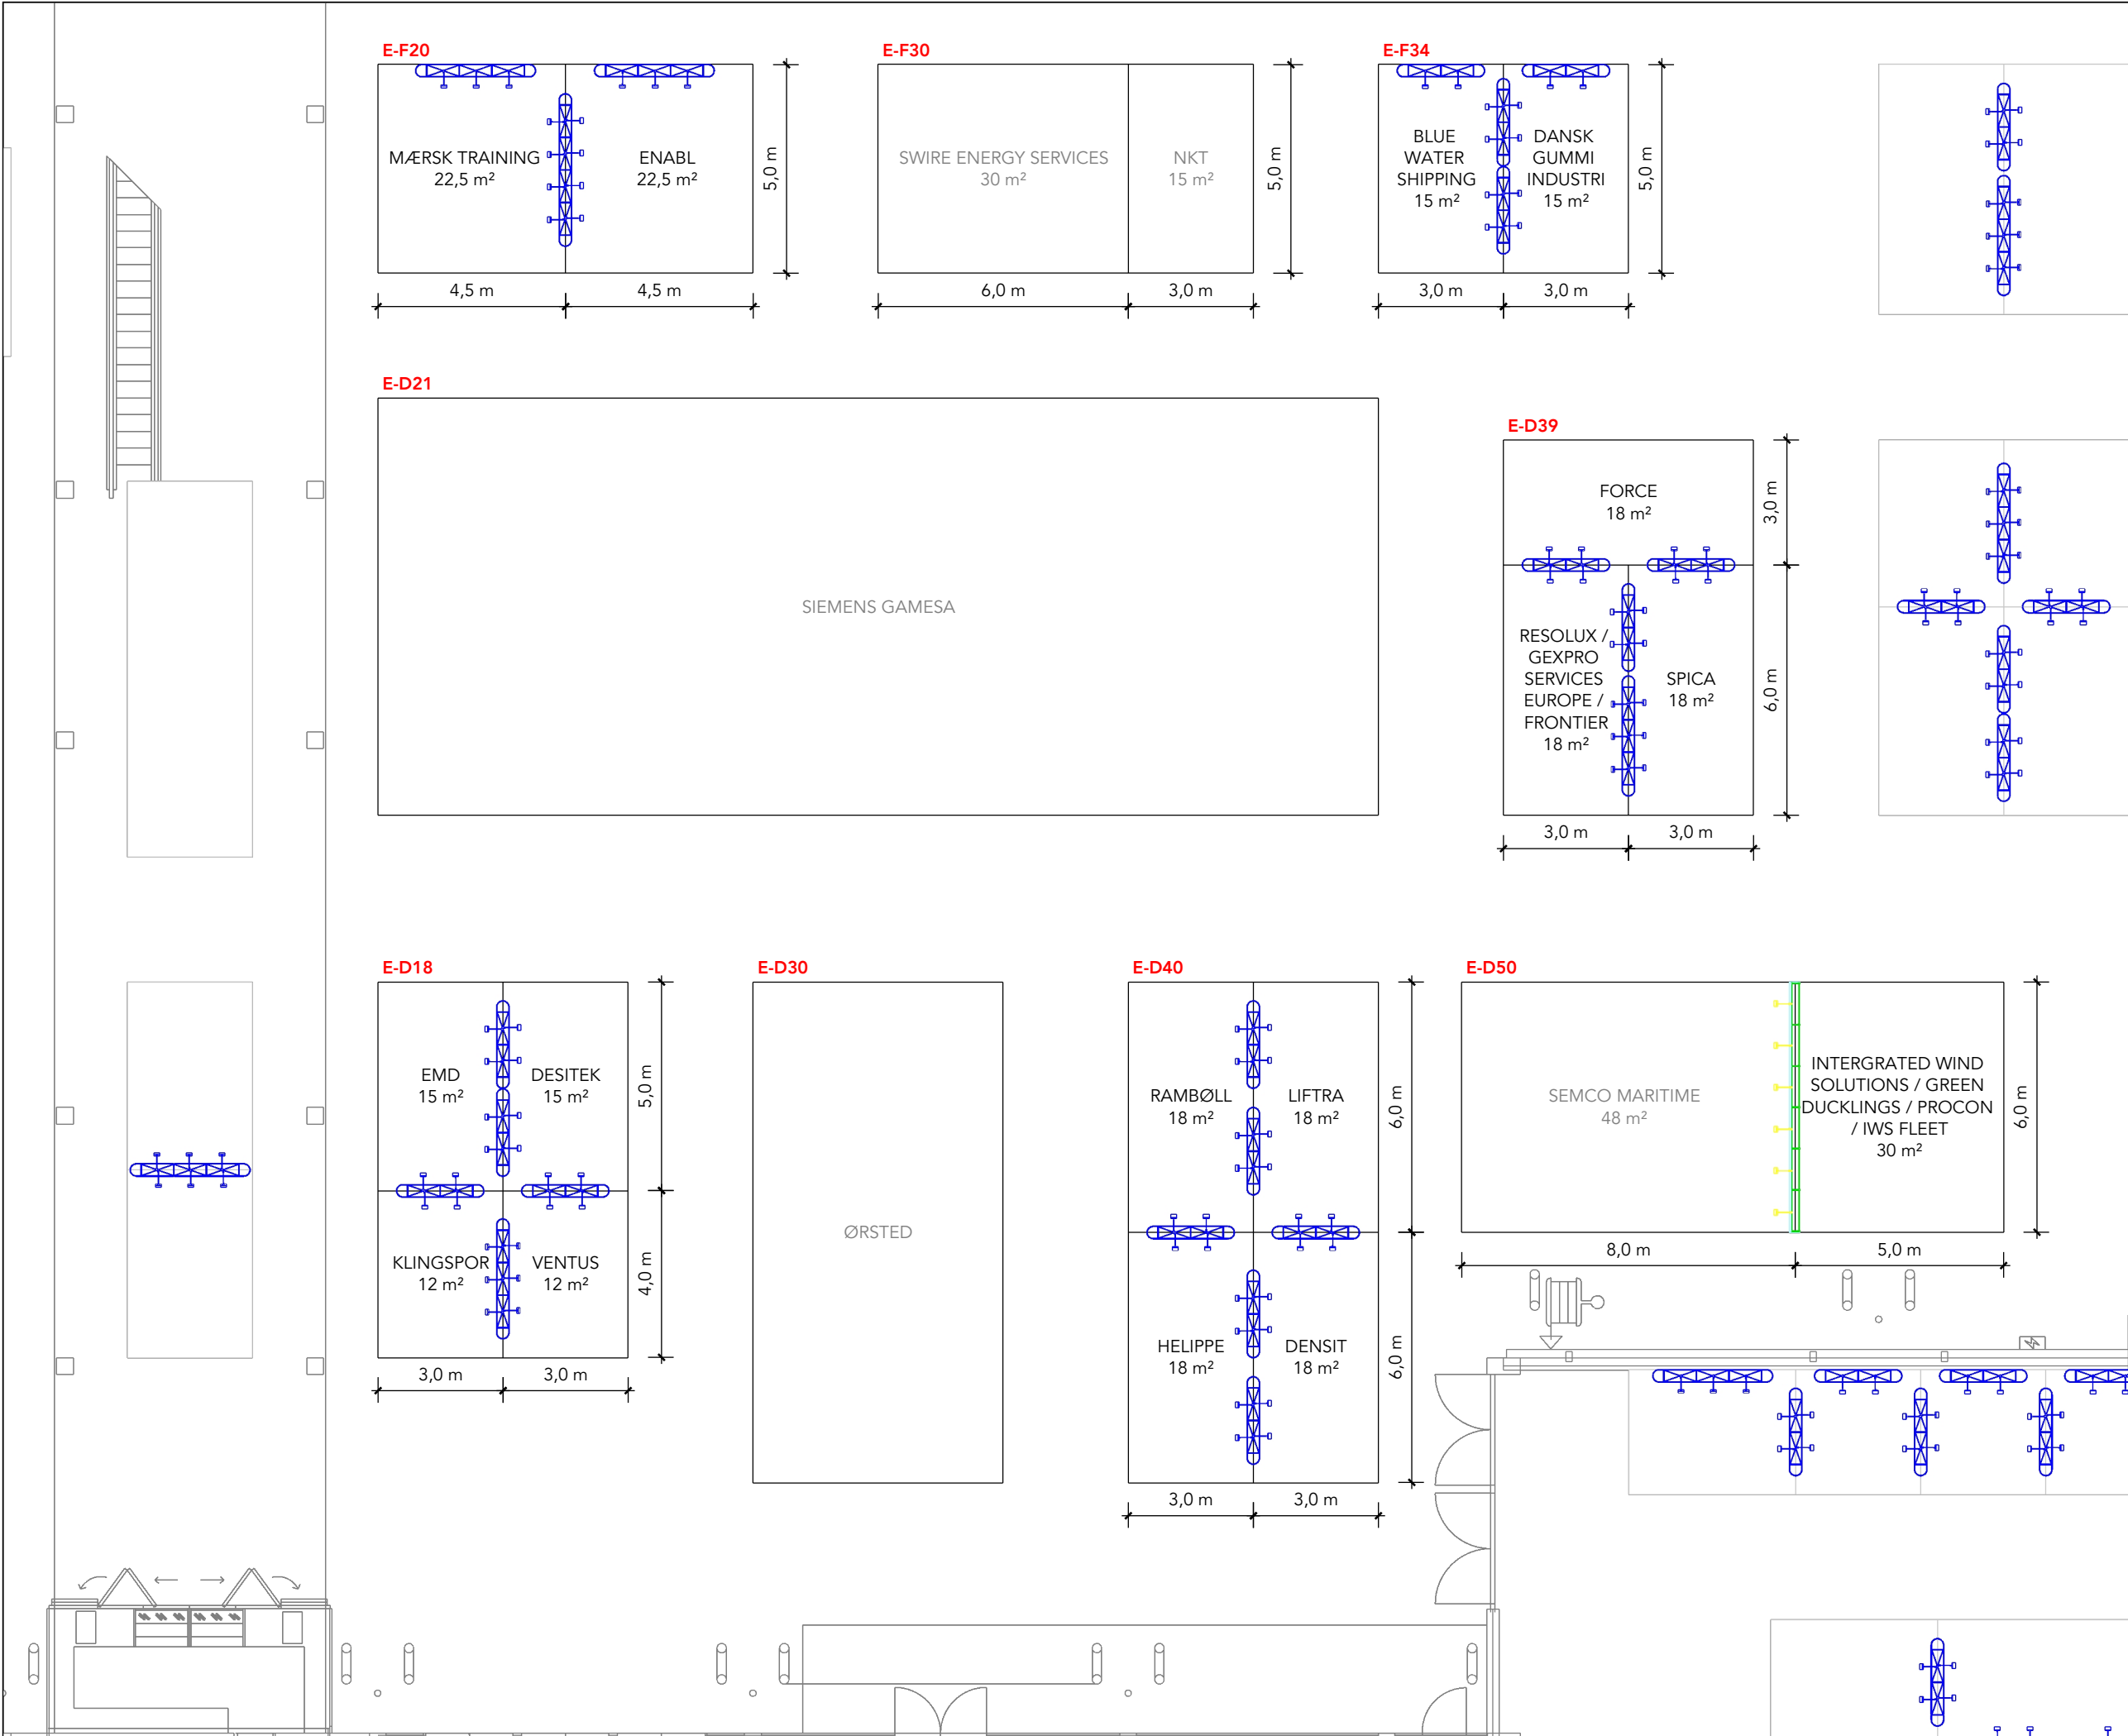 E-F20
MÆRSK TRAINING
22,5 m²
ENABL
22,5 m²
5,0 m
4,5 m
4,5 m
E-F30
SWIRE ENERGY SERVICES
30 m²
NKT
15 m²
5,0 m
6,0 m
3,0 m
E-F34
BLUE
WATER
SHIPPING
15 m²
DANSK
GUMMI
INDUSTRI
15 m²
5,0 m
3,0 m
3,0 m
E-D21
SIEMENS GAMESA
E-D39
FORCE
18 m²
3,0 m
RESOLUX /
GEXPRO
SERVICES
EUROPE /
FRONTIER
18 m²
SPICA
18 m²
6,0 m
3,0 m
3,0 m
E-D18
EMD
15 m²
DESITEK
15 m²
5,0 m
KLINGSPOR
12 m²
VENTUS
12 m²
4,0 m
3,0 m
3,0 m
E-D30
ØRSTED
E-D40
RAMBØLL
18 m²
LIFTRA
18 m²
6,0 m
HELIPPE
18 m²
DENSIT
18 m²
6,0 m
3,0 m
3,0 m
E-D50
SEMCO MARITIME
48 m²
INTERGRATED WIND
SOLUTIONS / GREEN
DUCKLINGS / PROCON
/ IWS FLEET
30 m²
6,0 m
8,0 m
5,0 m